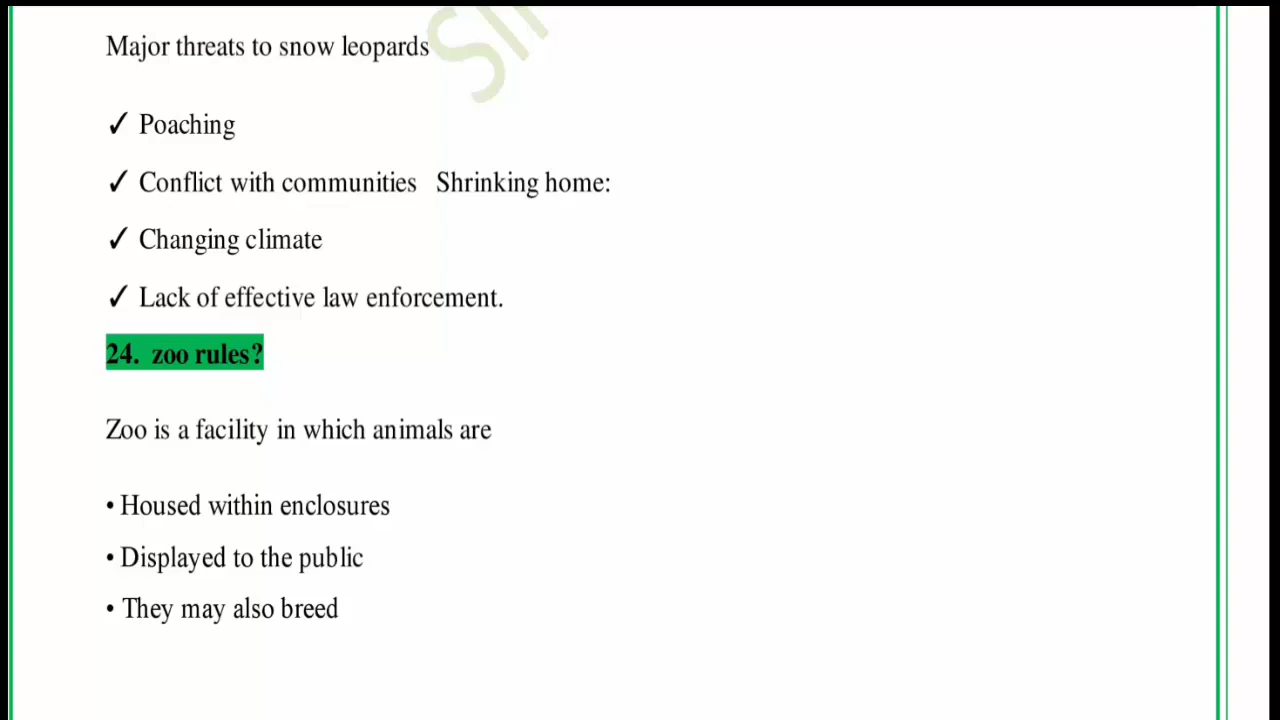 Major threats to snow leopards
✓ Poaching
✓ Conflict with communities Shrinking home:
✓ Changing climate
✓ Lack of effective law enforcement.
24. zoo rules?
Zoo is a facility in which animals are
• Housed within enclosures
• Displayed to the public
• They may also breed